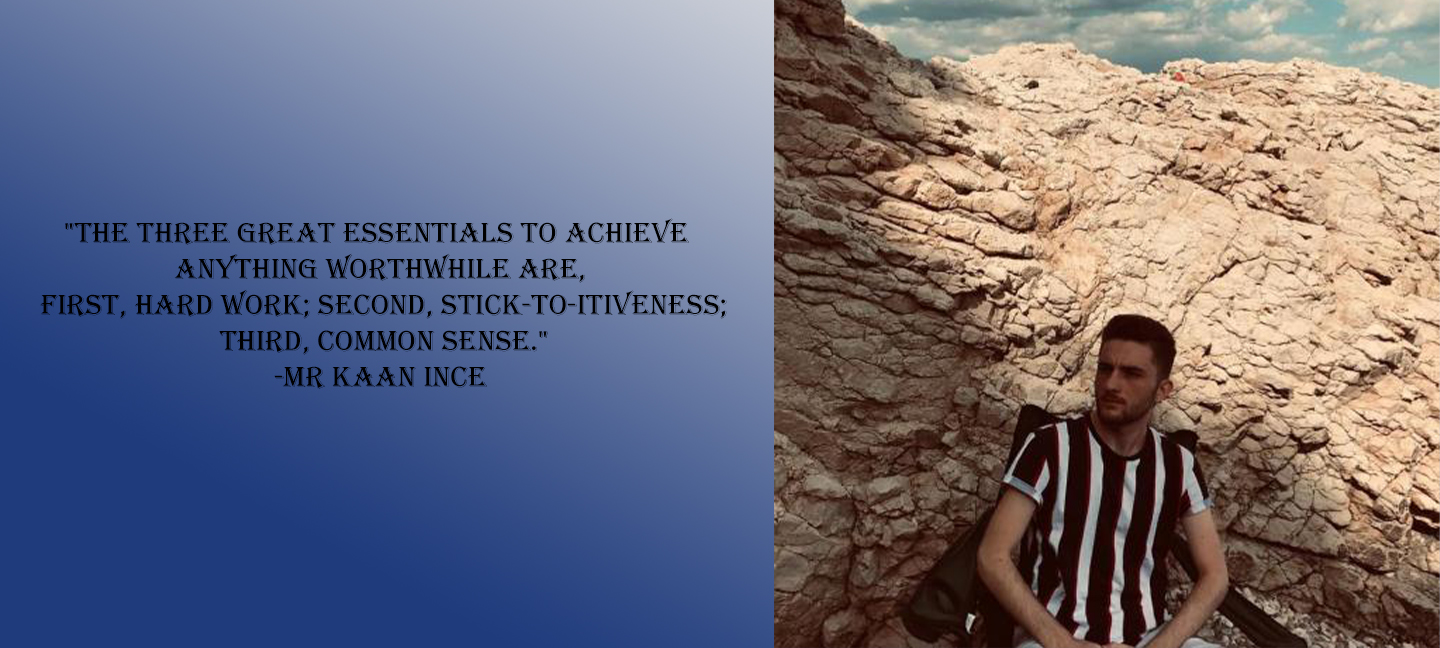 "THE THREE GREAT ESSENTIALS TO ACHIEVE
ANYTHING WORTHWHILE ARE,
FIRST, HARD WORK; SECOND, STICK-TO-ITIVENESS;
THIRD, COMMON SENSE."
-MR KAAN INCE